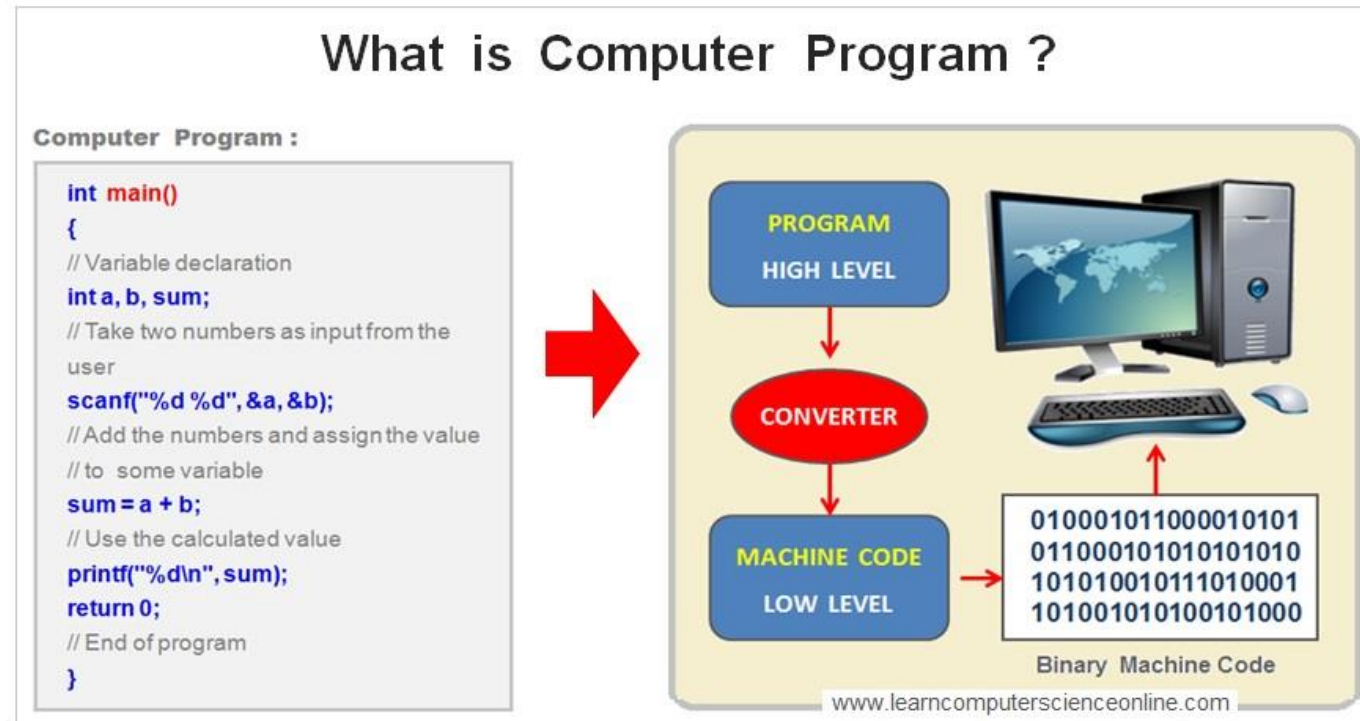 What is Computer Program ?
Computer Program :
int main()
{
// Variable declaration
int a, b, sum;
// Take two numbers as input from the
user
scanf("%d %d", &a, &b);
// Add the numbers and assign the value
// to some variable
sum = a + b;
// Use the calculated value
printf("%d\n", sum);
return 0;
// End of program
}
PROGRAM
HIGH LEVEL
CONVERTER
MACHINE CODE
LOW LEVEL
010001011000010101
011000101010101010
101010010111010001
101001010100101000
Binary Machine Code
www.learncomputerscienceonline.com